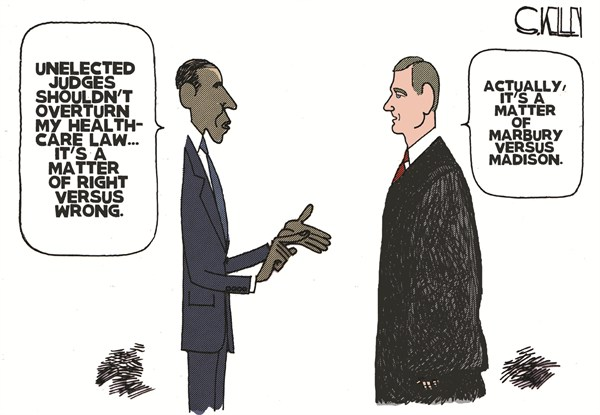 S.KELLEY
UNELECTED
JUDGES
SHOULDN'T
OVERTURN
MY HEALTH-
CARE LAW...
IT'S A
MATTER
OF RIGHT
VERSUS
WRONG.
ACTUALLY,
IT'S A
MATTER
OF
MARBURY
VERSUS
MADISON.